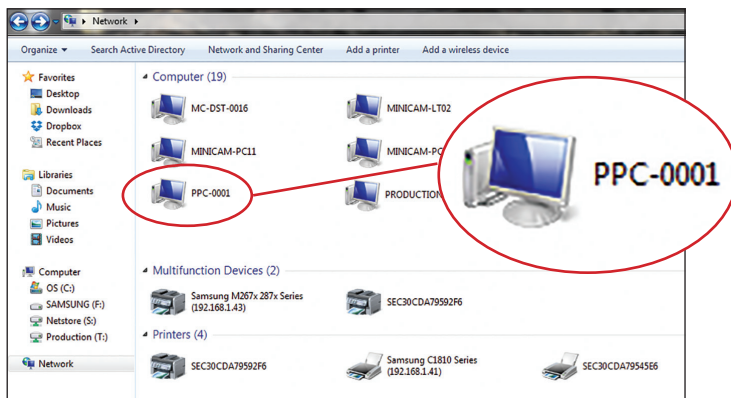 Network
Organize Search Active Directory Network and Sharing Center Add a printer Add a wireless device
Favorites
Desktop
Downloads
Dropbox
Recent Places
Libraries
Documents
Music
Pictures
Videos
Computer
OS (C:)
SAMSUNG (F:)
Netstore (S:)
Production (T:)
Network
Computer (19)
MC-DST-0016
MINICAM-LT02
MINICAM-PC11
MINICAM-PC
PPC-0001
PRODUCTION
PPC-0001
Multifunction Devices (2)
Samsung M267x 287x Series
(192.168.1.43)
SEC30CDA79592F6
Printers (4)
SEC30CDA79592F6
Samsung C1810 Series
(192.168.1.41)
SEC30CDA79545E6